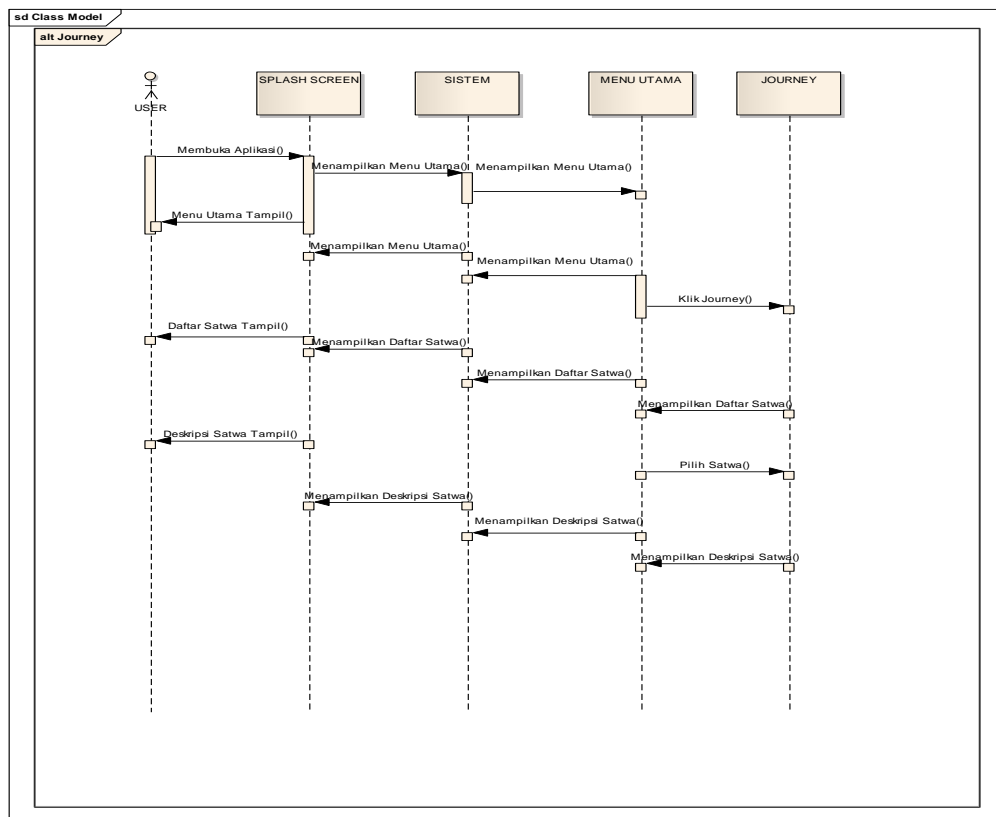 sd Class Model
alt Journey
USER
SPLASH SCREEN
SISTEM
MENU UTAMA
JOURNEY
Membuka Aplikasi()
Menampilkan Menu Utama()
Menampilkan Menu Utama()
Menu Utama Tampil()
Menampilkan Menu Utama()
Menampilkan Menu Utama()
Klik Journey()
Daftar Satwa Tampil()
Menampilkan Daftar Satwa()
Menampilkan Daftar Satwa()
Menampilkan Daftar Satwa()
Deskripsi Satwa Tampil()
Pilih Satwa()
Menampilkan Deskripsi Satwa()
Menampilkan Deskripsi Satwa()
Menampilkan Deskripsi Satwa()